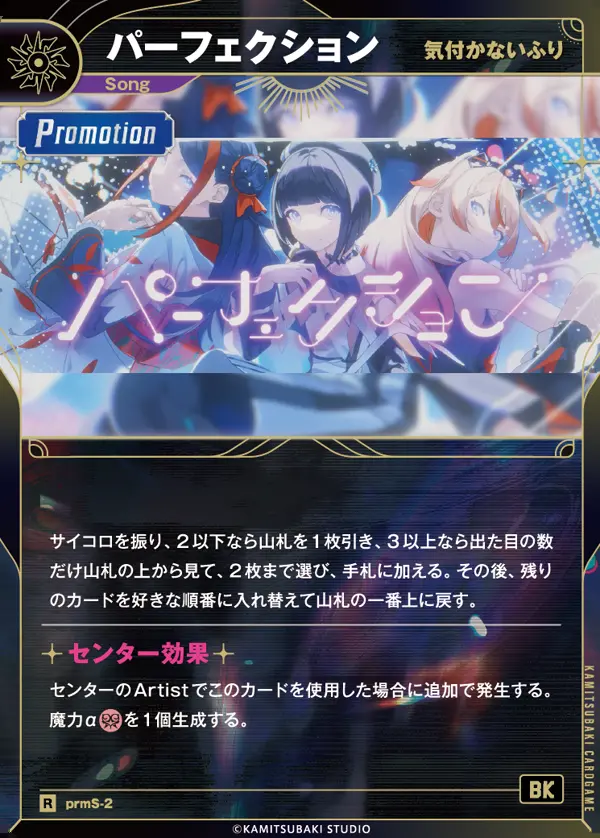 パーフェクション
気付かないふり
Song
Promotion
パーフェクション
サイコロを振り、2以下なら山札を1枚引き、3以上なら出た目の数
だけ山札の上から見て、2枚まで選び、手札に加える。その後、残り
のカードを好きな順番に入れ替えて山札の一番上に戻す。
センター効果
センターのArtistでこのカードを使用した場合に追加で発生する。
魔力αを1個生成する。
KAMITSUBAKI CARDGAME
BK
R prmS-2
©KAMITSUBAKI STUDIO